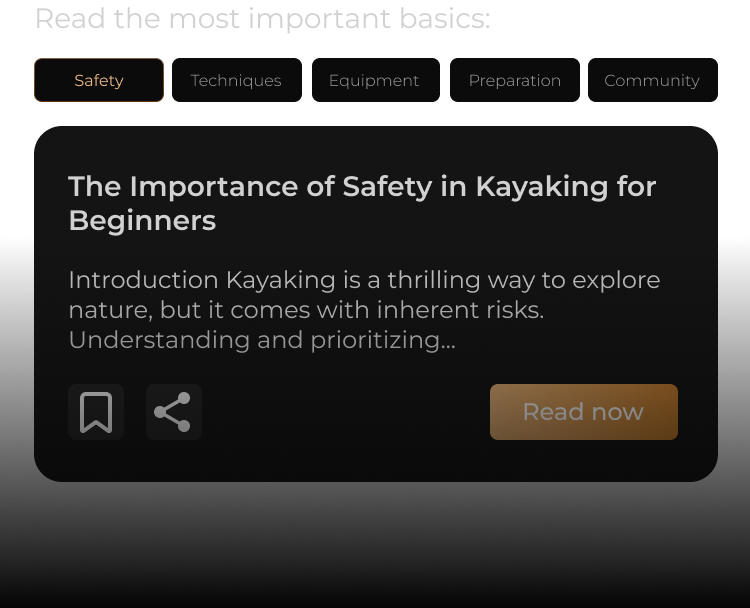 Read the most important basics:
Safety
Techniques
Equipment
Preparation
Community
The Importance of Safety in Kayaking for
Beginners
Introduction Kayaking is a thrilling way to explore
nature, but it comes with inherent risks.
Understanding and prioritizing...
Read now